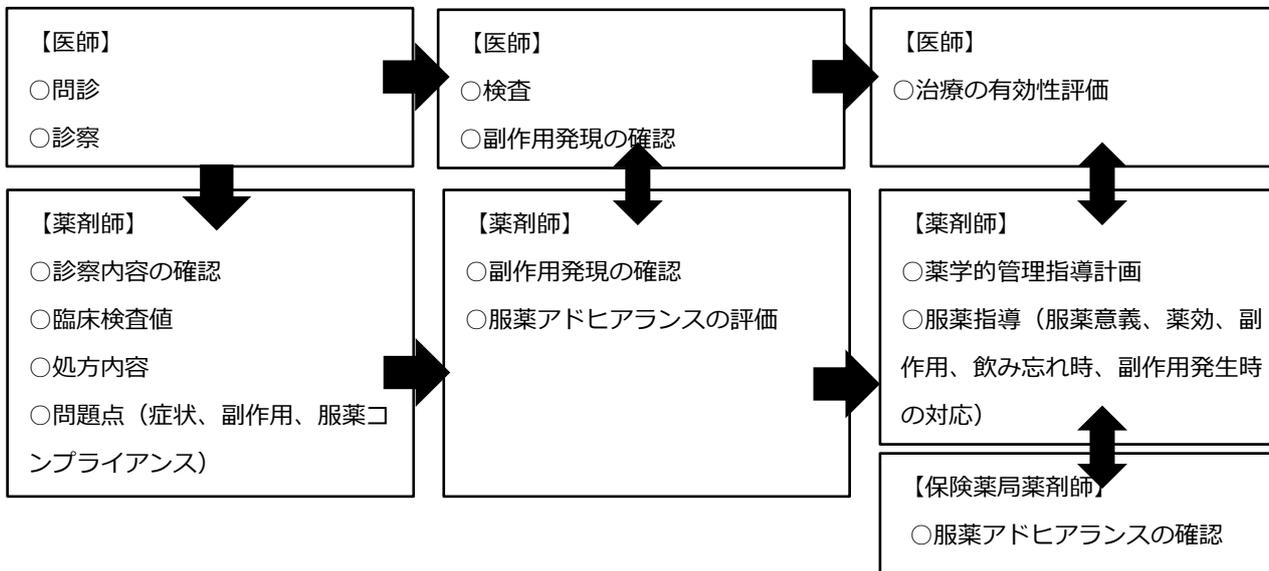 【医師】
○問診
○診察
【医師】
○検査
○副作用発現の確認
【医師】
○治療の有効性評価
【薬剤師】
○診察内容の確認
○臨床検査値
○処方内容
○問題点（症状、副作用、服薬コ
ンプライアンス）
【薬剤師】
○副作用発現の確認
○服薬アドヒアランスの評価
【薬剤師】
○薬学的管理指導計画
○服薬指導（服薬意義、薬効、副
作用、飲み忘れ時、副作用発生時
の対応）
【保険薬局薬剤師】
○服薬アドヒアランスの確認